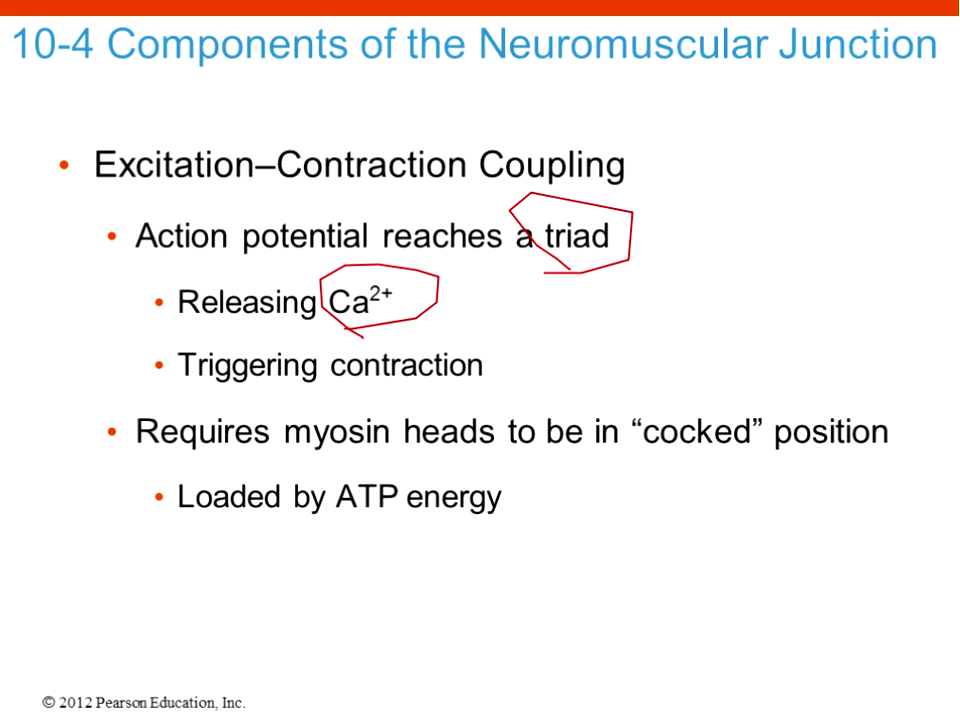 10-4 Components of the Neuromuscular Junction
• Excitation–Contraction Coupling
• Action potential reaches a triad
• Releasing Ca²⁺
• Triggering contraction
• Requires myosin heads to be in “cocked” position
• Loaded by ATP energy
© 2012 Pearson Education, Inc.